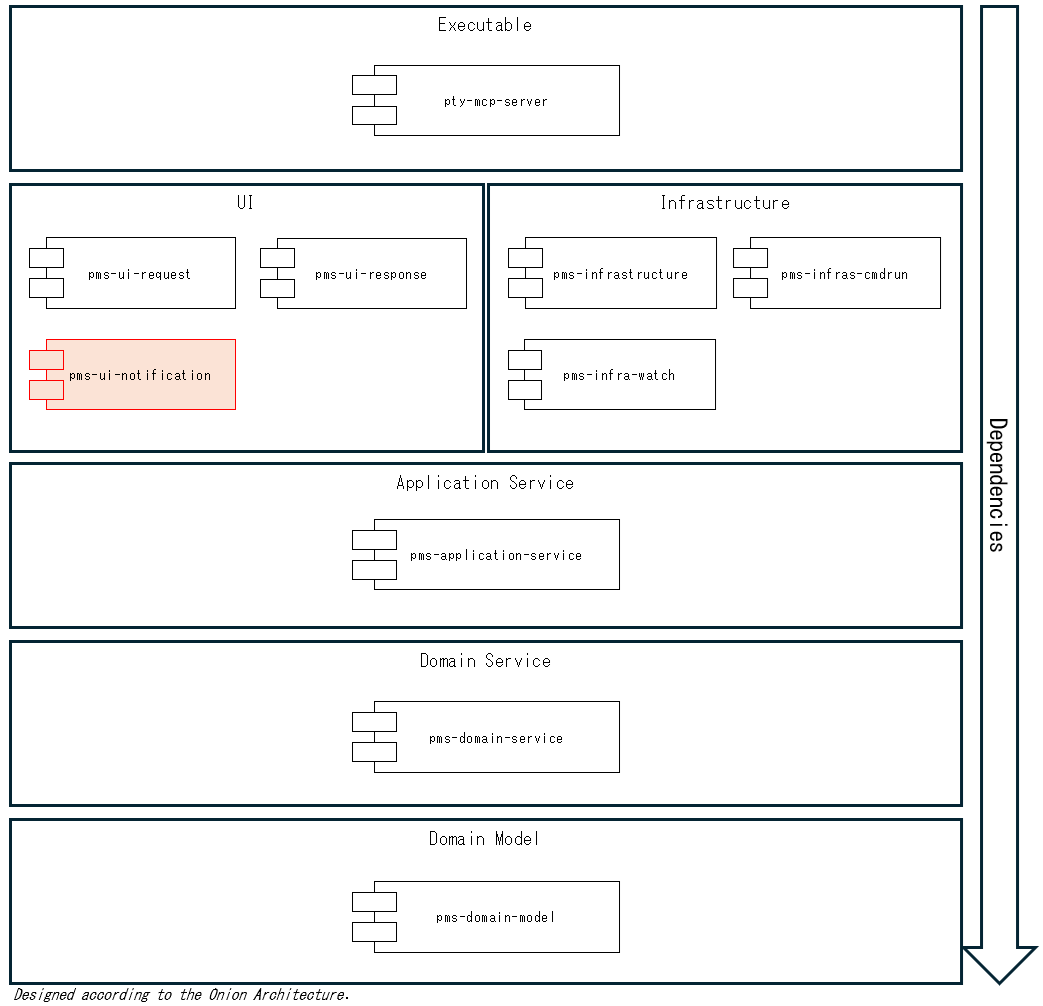 Executable
pty-mcp-server
UI
pms-ui-request
pms-ui-response
pms-ui-notification
Infrastructure
pms-infrastructure
pms-infras-cmdrun
pms-infra-watch
Application Service
pms-application-service
Domain Service
pms-domain-service
Domain Model
pms-domain-model
Dependencies
Designed according to the Onion Architecture.